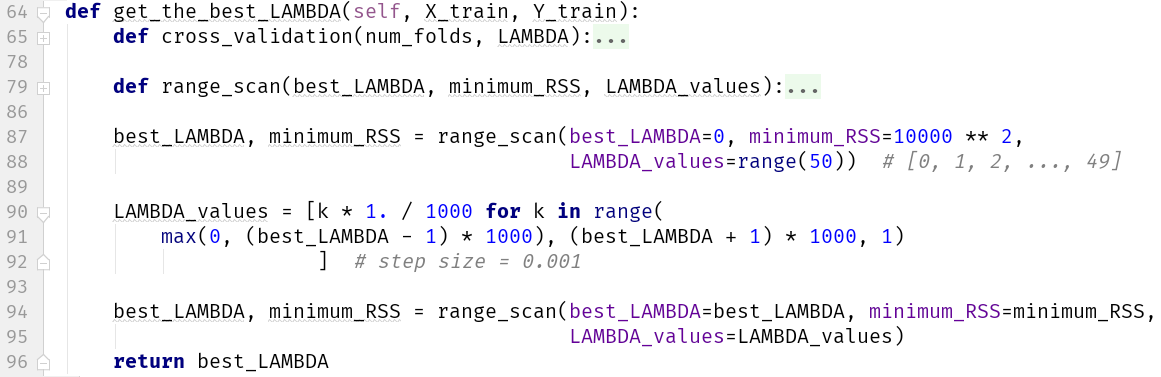 64 def get_the_best_LAMBDA(self, X_train, Y_train):
65     def cross_validation(num_folds, LAMBDA):...
78
79     def range_scan(best_LAMBDA, minimum_RSS, LAMBDA_values):...
86
87     best_LAMBDA, minimum_RSS = range_scan(best_LAMBDA=0, minimum_RSS=10000 ** 2,
88                                           LAMBDA_values=range(50))  # [0, 1, 2, ..., 49]
89
90     LAMBDA_values = [k * 1. / 1000 for k in range(
91         max(0, (best_LAMBDA - 1) * 1000), (best_LAMBDA + 1) * 1000, 1)
92                      ]  # step size = 0.001
93
94     best_LAMBDA, minimum_RSS = range_scan(best_LAMBDA=best_LAMBDA, minimum_RSS=minimum_RSS,
95                                           LAMBDA_values=LAMBDA_values)
96     return best_LAMBDA